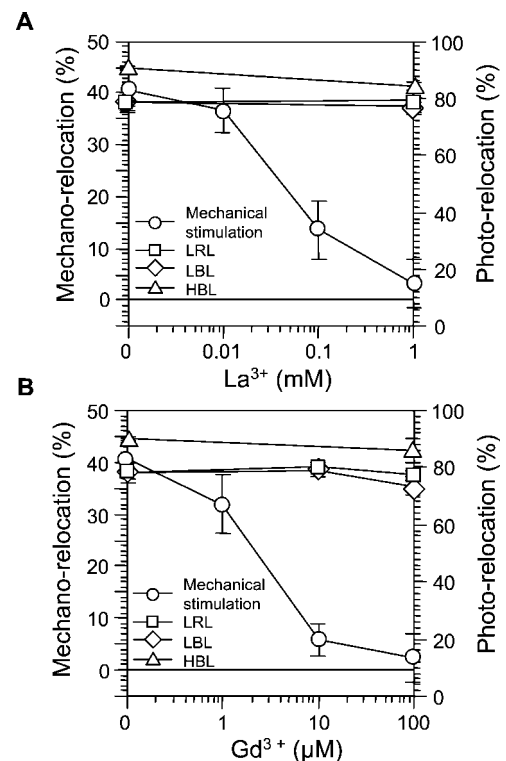 A
50
40
30
20
10
0
Mechano-relocation (%)
100
80
60
40
20
0
Photo-relocation (%)
Mechanical
stimulation
LRL
LBL
HBL
0
0.01
0.1
1
La³⁺ (mM)
B
50
40
30
20
10
0
Mechano-relocation (%)
100
80
60
40
20
0
Photo-relocation (%)
Mechanical
stimulation
LRL
LBL
HBL
0
1
10
100
Gd³⁺ (µM)